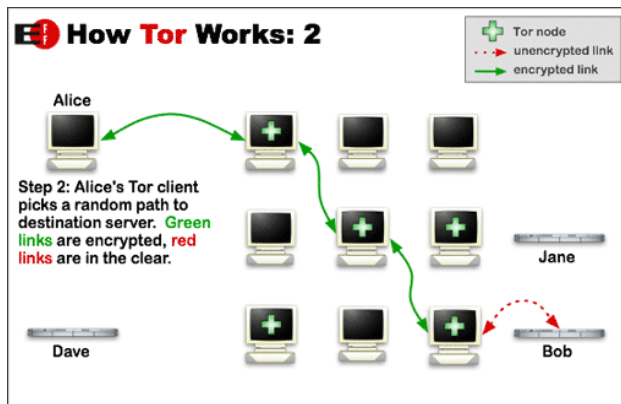 EFF How Tor Works: 2
Tor node
unencrypted link
encrypted link
Alice
Step 2: Alice's Tor client
picks a random path to
destination server. Green
links are encrypted, red
links are in the clear.
Jane
Dave
Bob